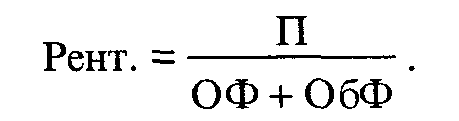 Рент. = П / (ОФ + ОбФ) .